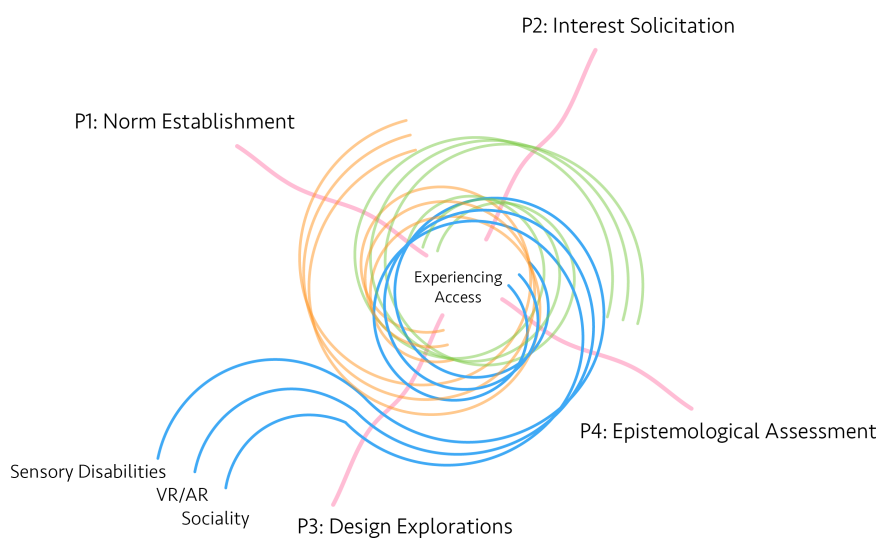 P2: Interest Solicitation
P1: Norm Establishment
Experiencing
Access
P4: Epistemological Assessment
Sensory Disabilities
VR/AR
Sociality
P3: Design Explorations